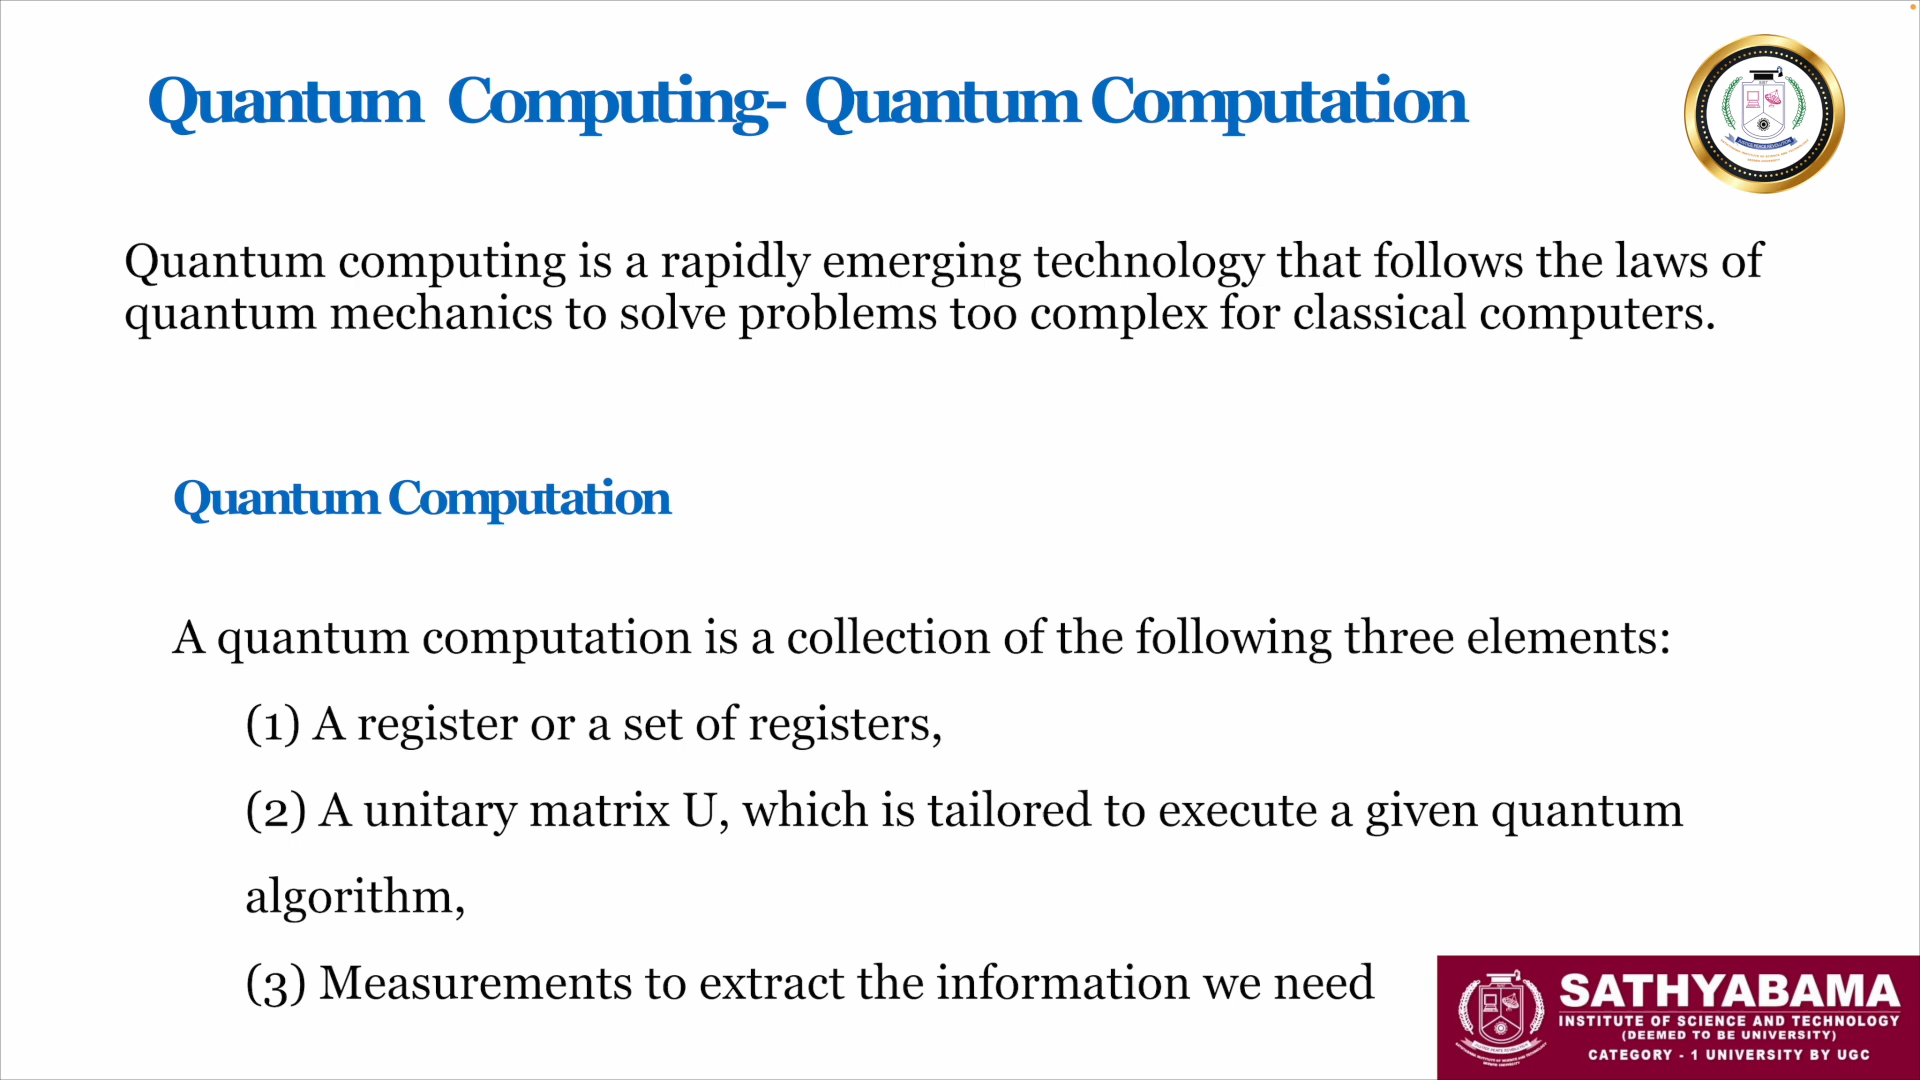 Quantum Computing- Quantum Computation
Quantum computing is a rapidly emerging technology that follows the laws of
quantum mechanics to solve problems too complex for classical computers.
Quantum Computation
A quantum computation is a collection of the following three elements:
(1) A register or a set of registers,
(2) A unitary matrix U, which is tailored to execute a given quantum
algorithm,
(3) Measurements to extract the information we need
SATHYABAMA
INSTITUTE OF SCIENCE AND TECHNOLOGY
(DEEMED TO BE UNIVERSITY)
CATEGORY - 1 UNIVERSITY BY UGC